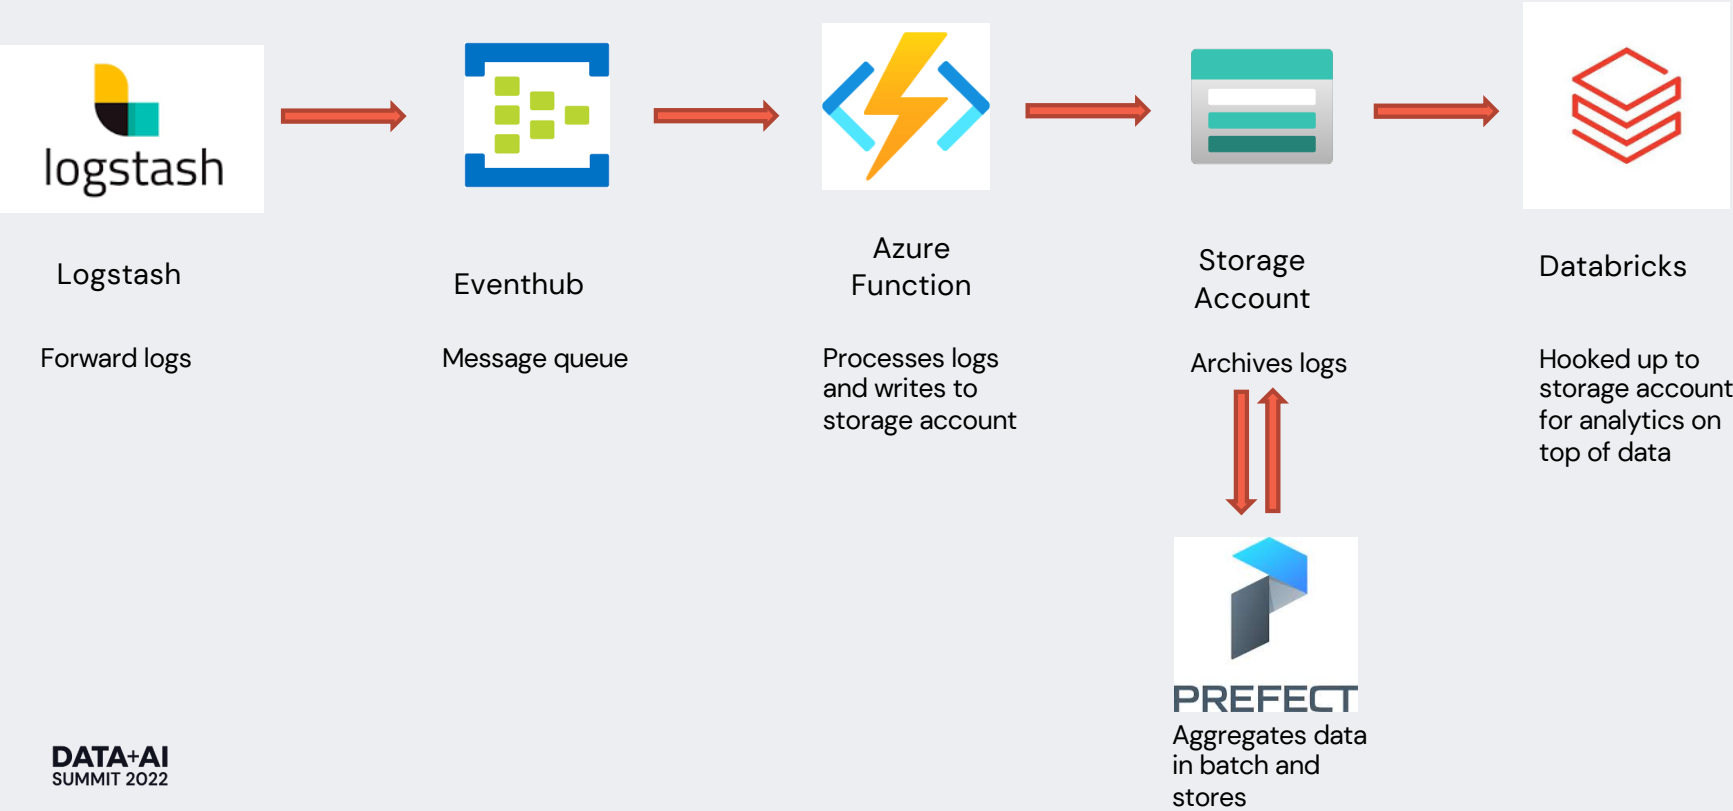 logstash
Logstash
Forward logs
Eventhub
Message queue
Azure
Function
Processes logs
and writes to
storage account
Storage
Account
Archives logs
Databricks
Hooked up to
storage account
for analytics on
top of data
PREFECT
Aggregates data
in batch and
stores
DATA+AI
SUMMIT 2022